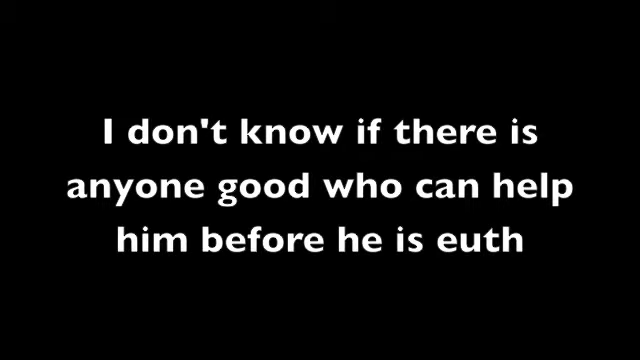 I don't know if there is
anyone good who can help
him before he is euth